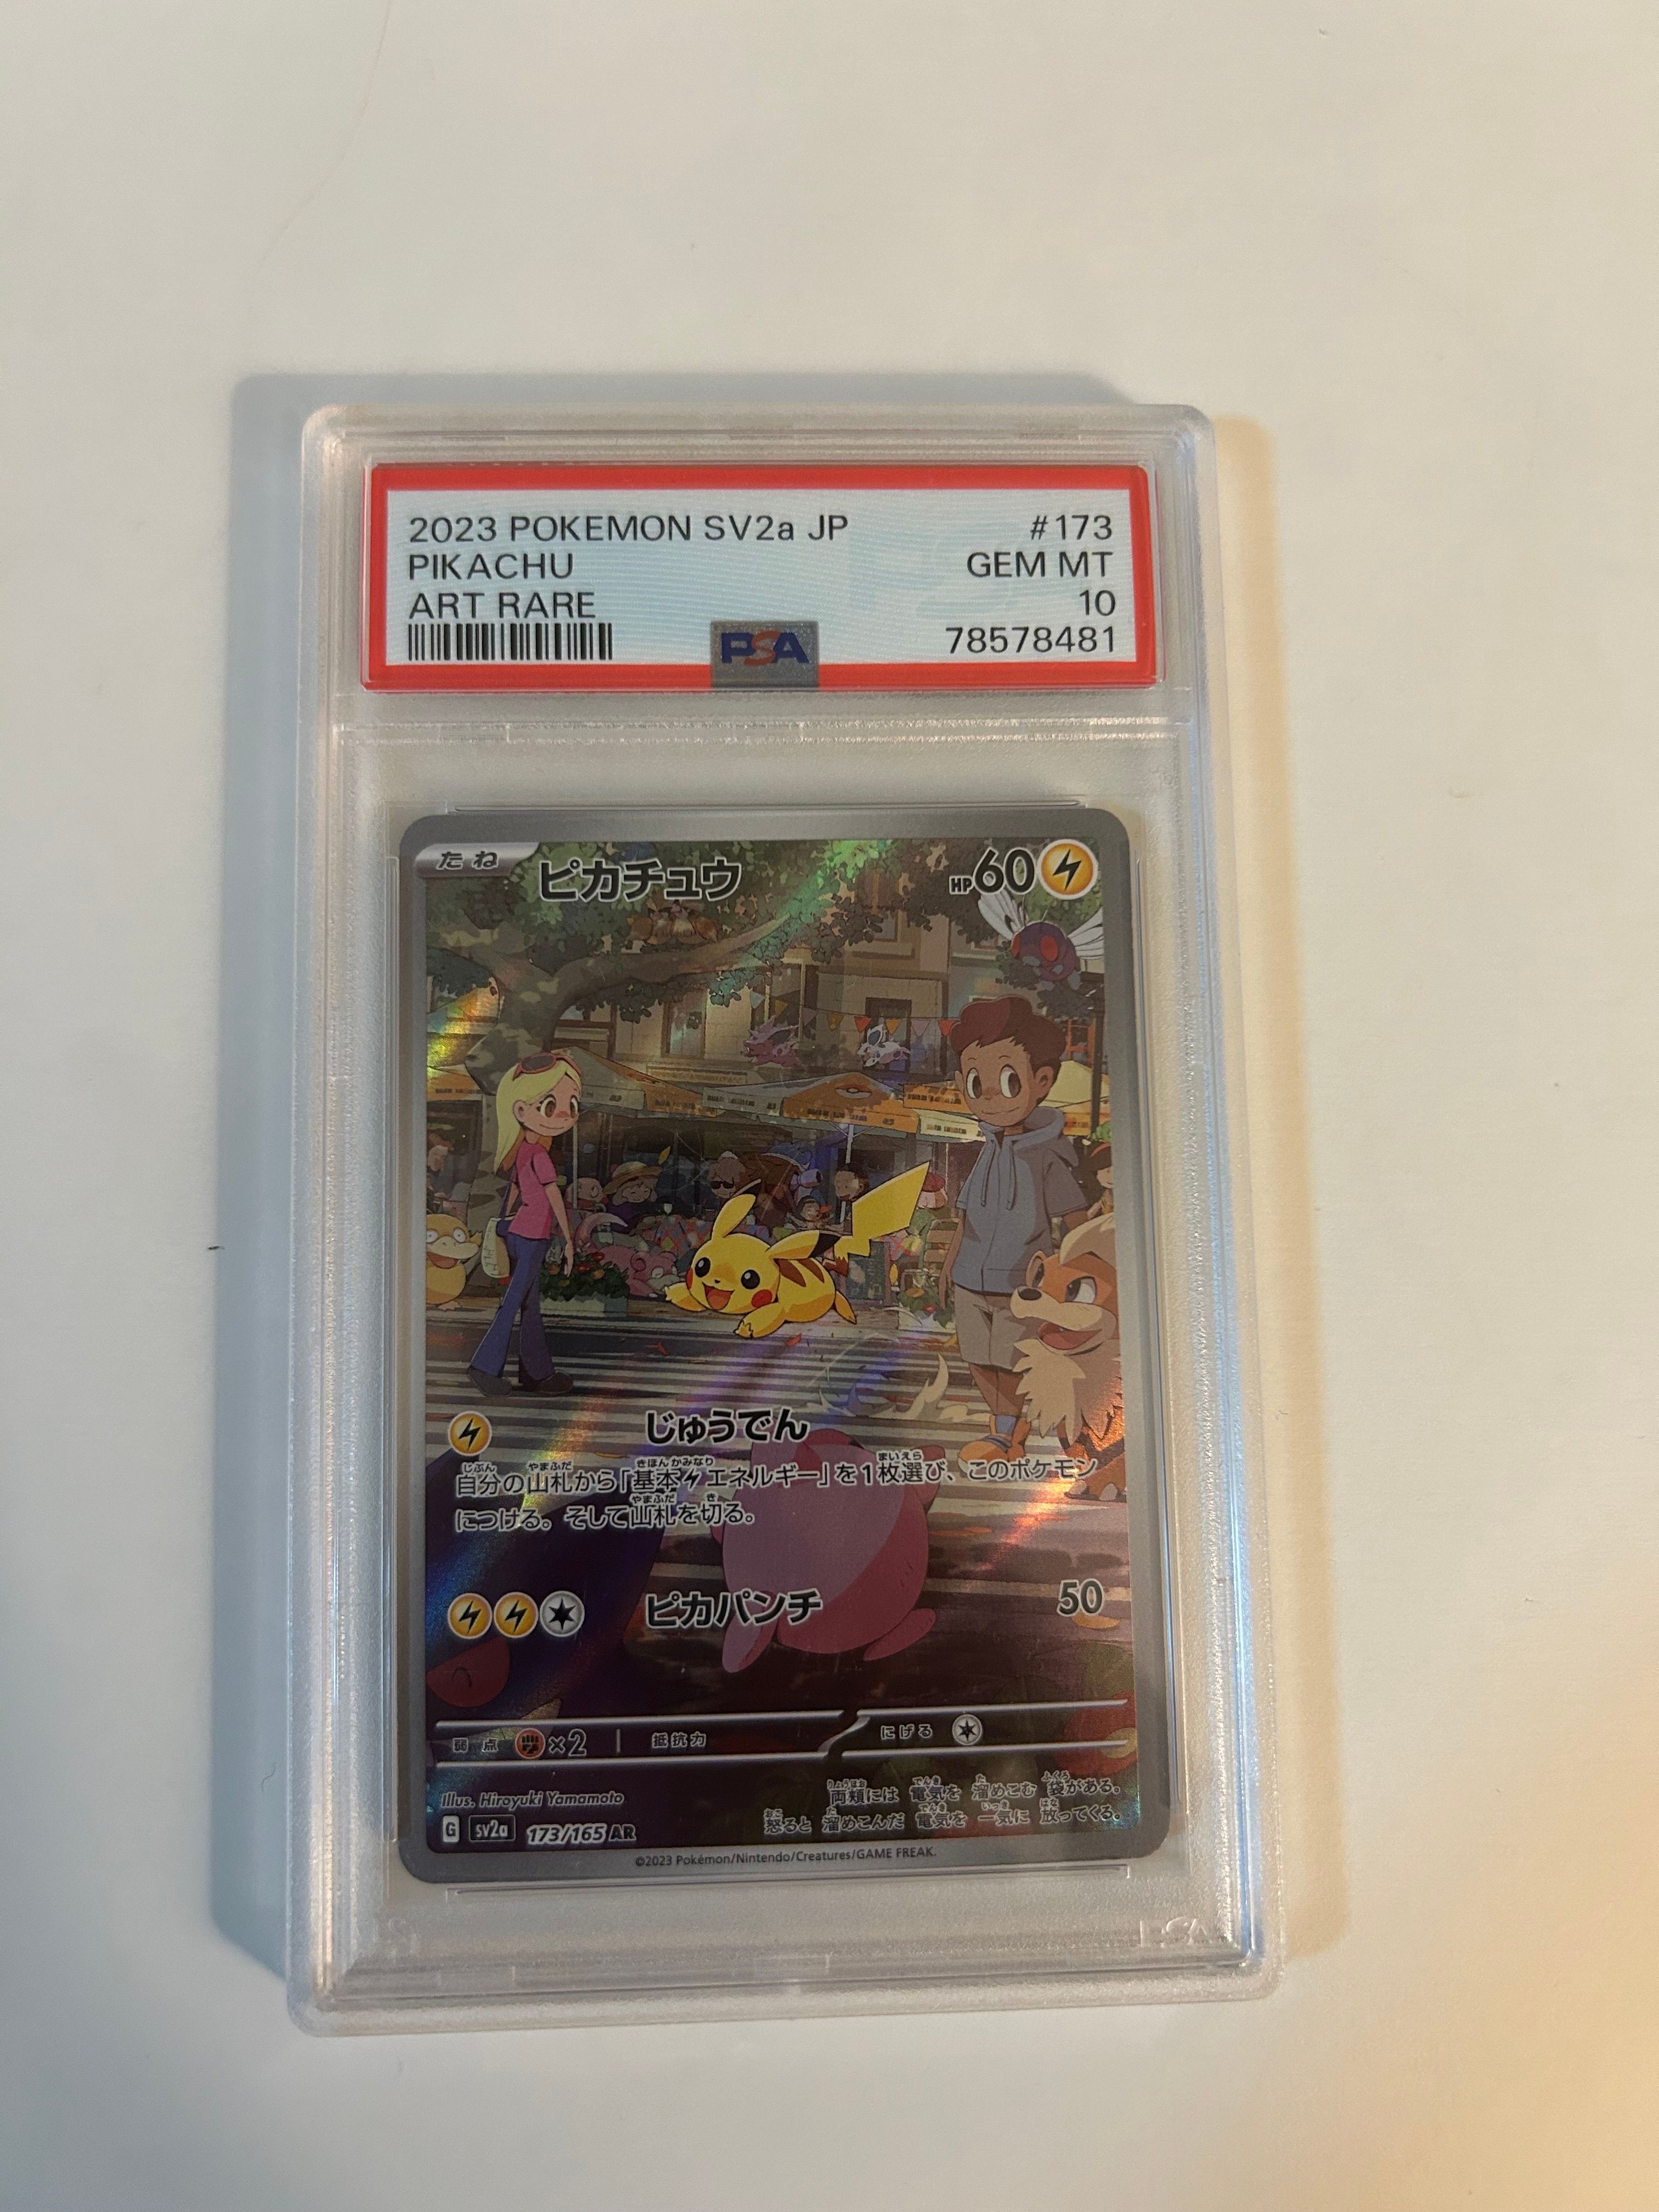 2023 POKEMON SV2a JP #173
PIKACHU GEM MT
ART RARE 10
PSA 78578481
たね ピカチュウ HP60
じゅうでん
自分の山札から「基本エネルギー」を1枚選び、このポケモン
につける。そして山札を切る。
ピカパンチ 50
弱点 ×2 抵抗力 にげる
Illus. Hiroyuki Yamamoto
両頬には 電気を 溜めこむ 袋がある。
怒ると 溜めこんだ 電気を 一気に 放ってくる。
G sv2a 173/165 AR
©2023 Pokémon/Nintendo/Creatures/GAME FREAK.